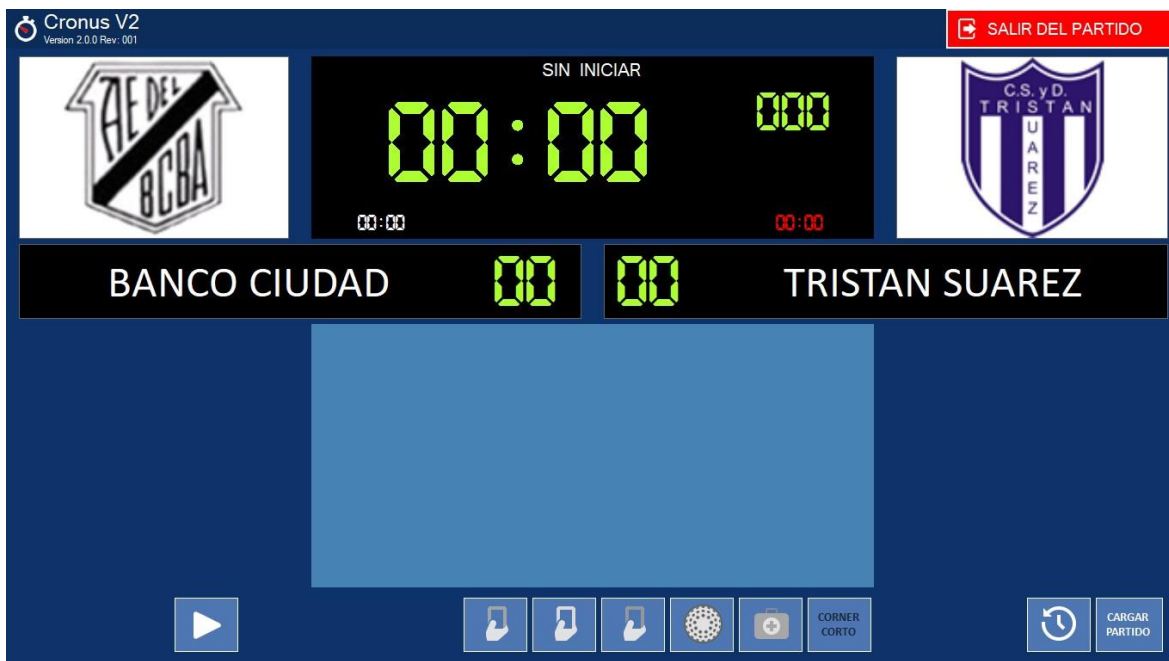 Cronus V2
Version 2.0.0 Rev: 001
SALIR DEL PARTIDO
AE DEL
BCBA
SIN INICIAR
00:00
000
00:00
00:00
C.S. y D.
TRISTAN
UAREZ
BANCO CIUDAD
00
00
TRISTAN SUAREZ
CORNER
CORTO
CARGAR
PARTIDO